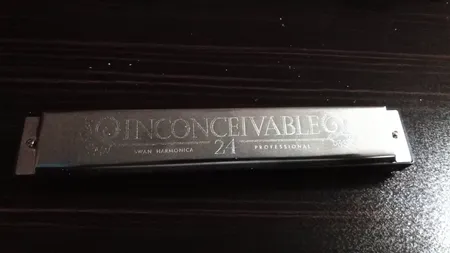 INCONCEIVABLE
SWAN HARMONICA 24 PROFESSIONAL